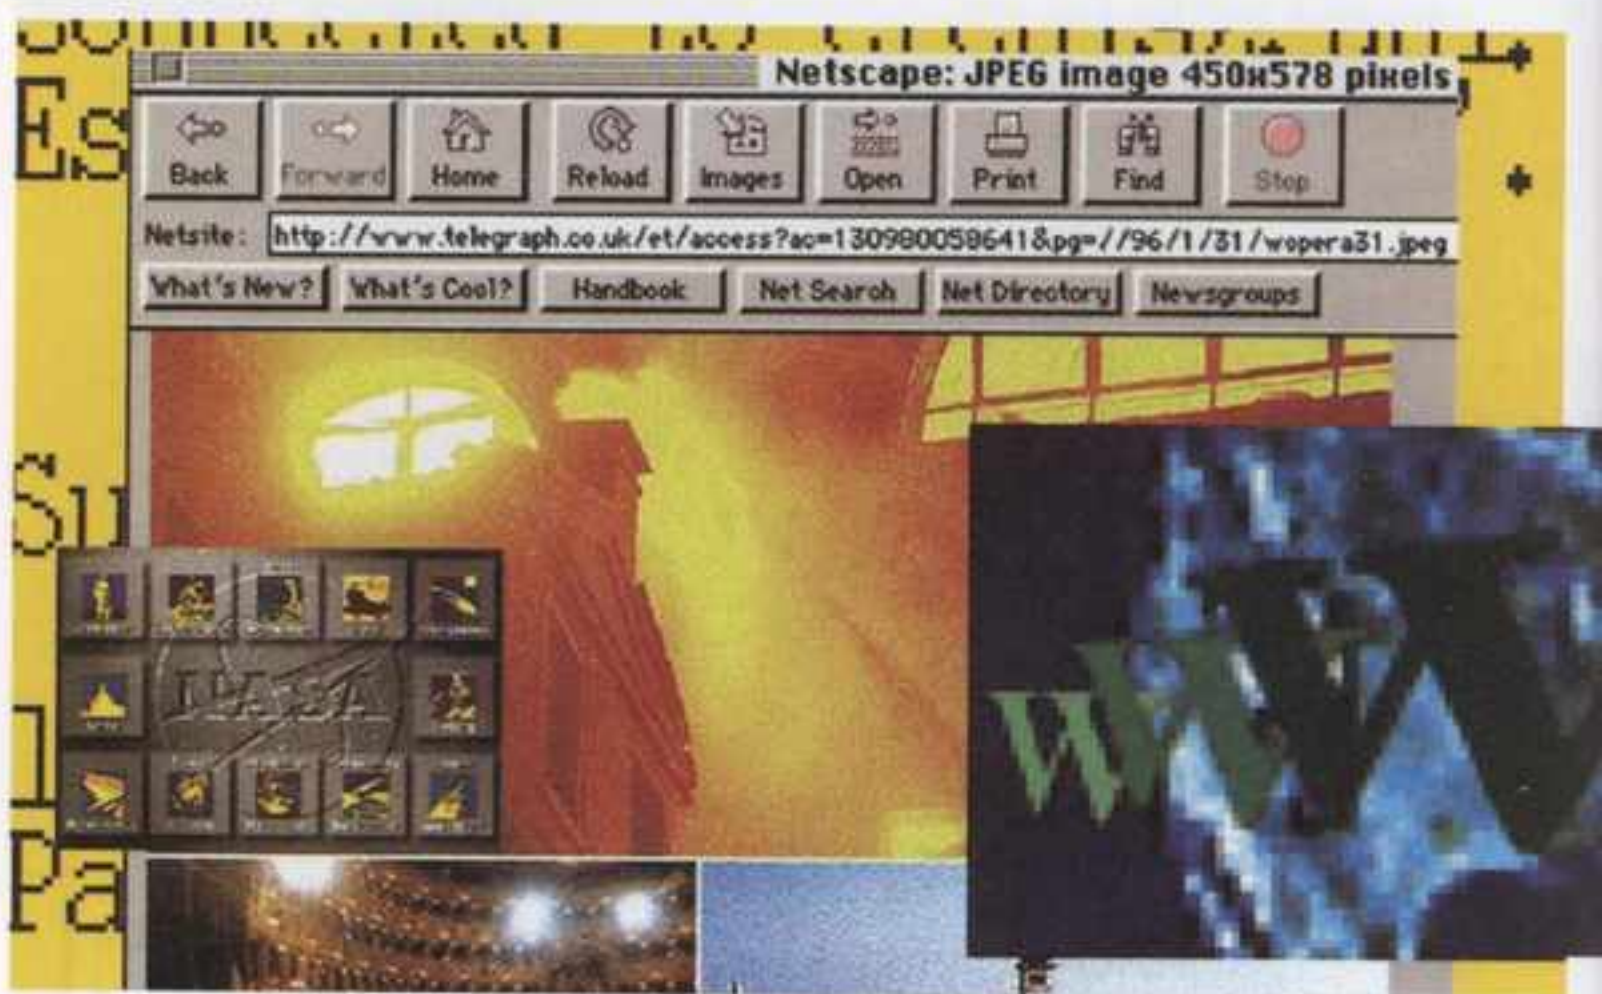 Es
Netscape: JPEG image 450x578 pixels
Back Forward Home Reload Images Open Print Find Stop
Netsite: http://www.telegraph.co.uk/et/access?ac=130980058641&pg=//96/1/31/wopera31.jpeg
What's New? What's Cool? Handbook Net Search Net Directory Newsgroups
Su
NASA
W W W W
Pa